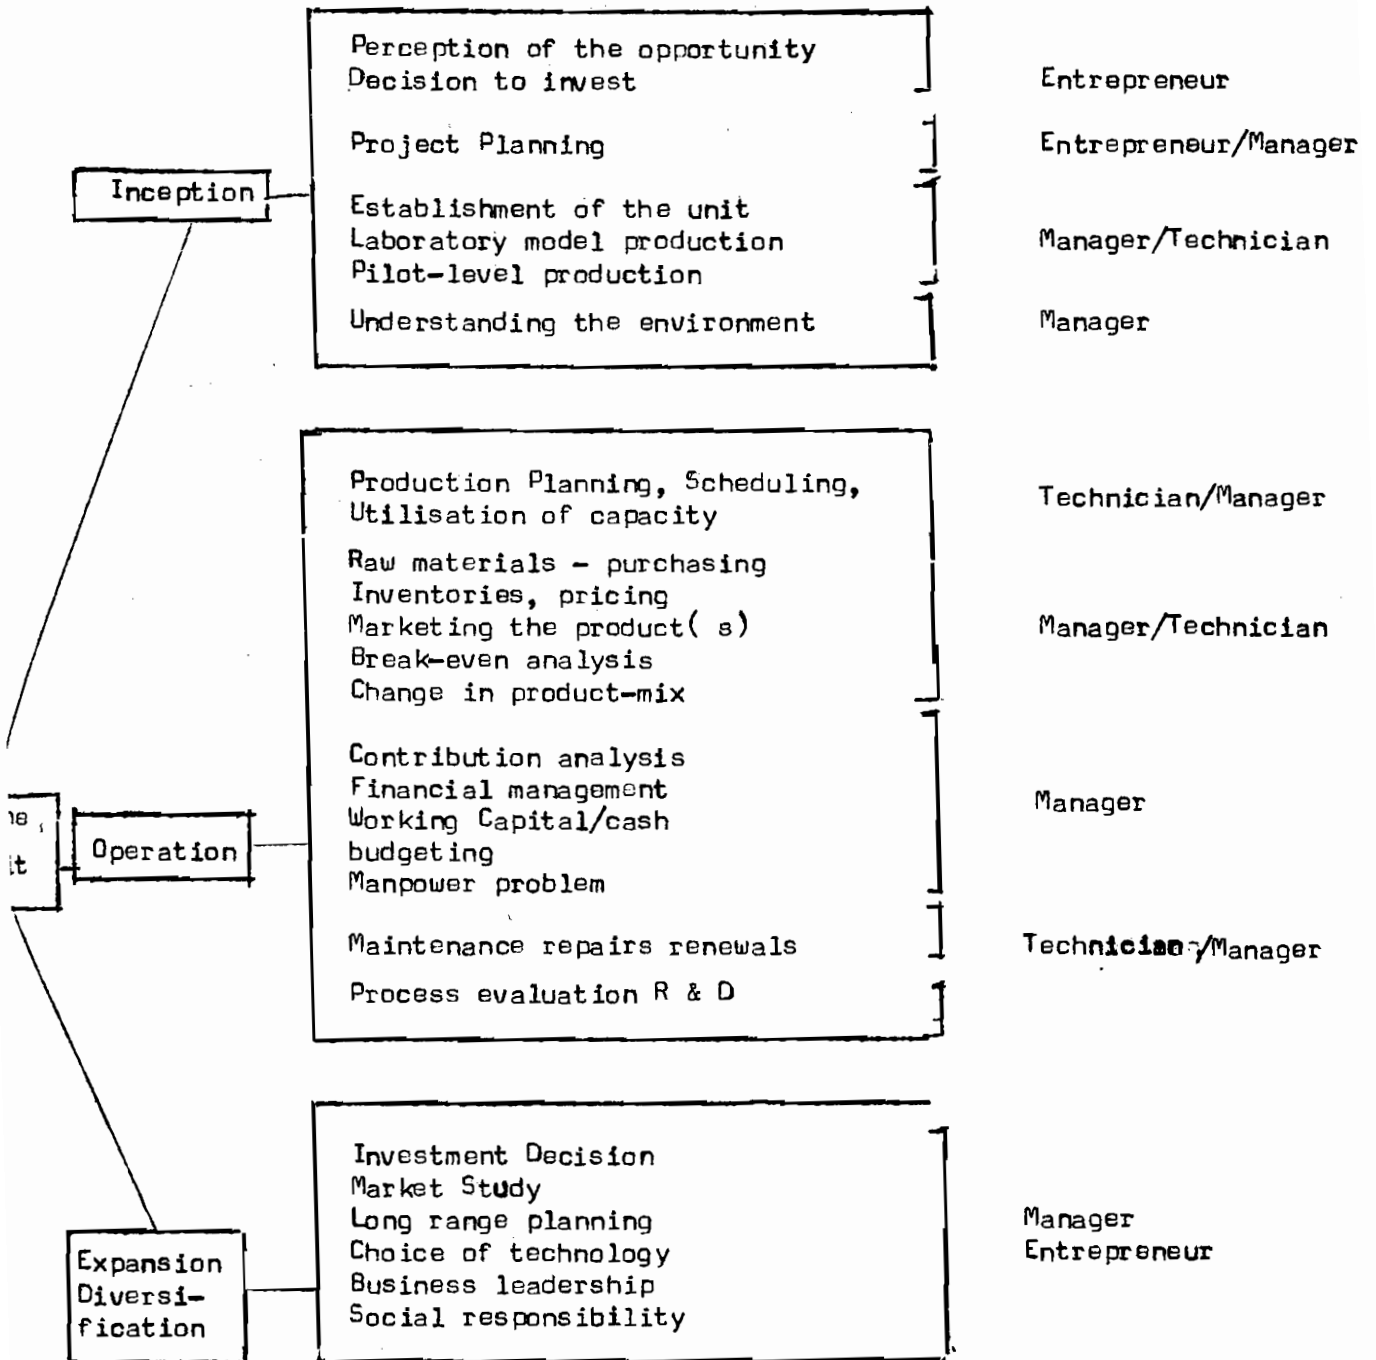 Perception of the opportunity
Decision to invest
Entrepreneur
Project Planning
Entrepreneur/Manager
Inception
Establishment of the unit
Laboratory model production
Manager/Technician
Pilot-level production
Understanding the environment
Manager
Production Planning, Scheduling,
Technician/Manager
Utilisation of capacity
Raw materials - purchasing
Inventories, pricing
Marketing the product( s)
Manager/Technician
Break-even analysis
Change in product-mix
Contribution analysis
Financial management
Manager
Working Capital/cash
budgeting
Operation
Manpower problem
Maintenance repairs renewals
Technician/Manager
Process evaluation R & D
Investment Decision
Market Study
Long range planning
Manager
Choice of technology
Entrepreneur
Business leadership
Social responsibility
Expansion
Diversi-
fication